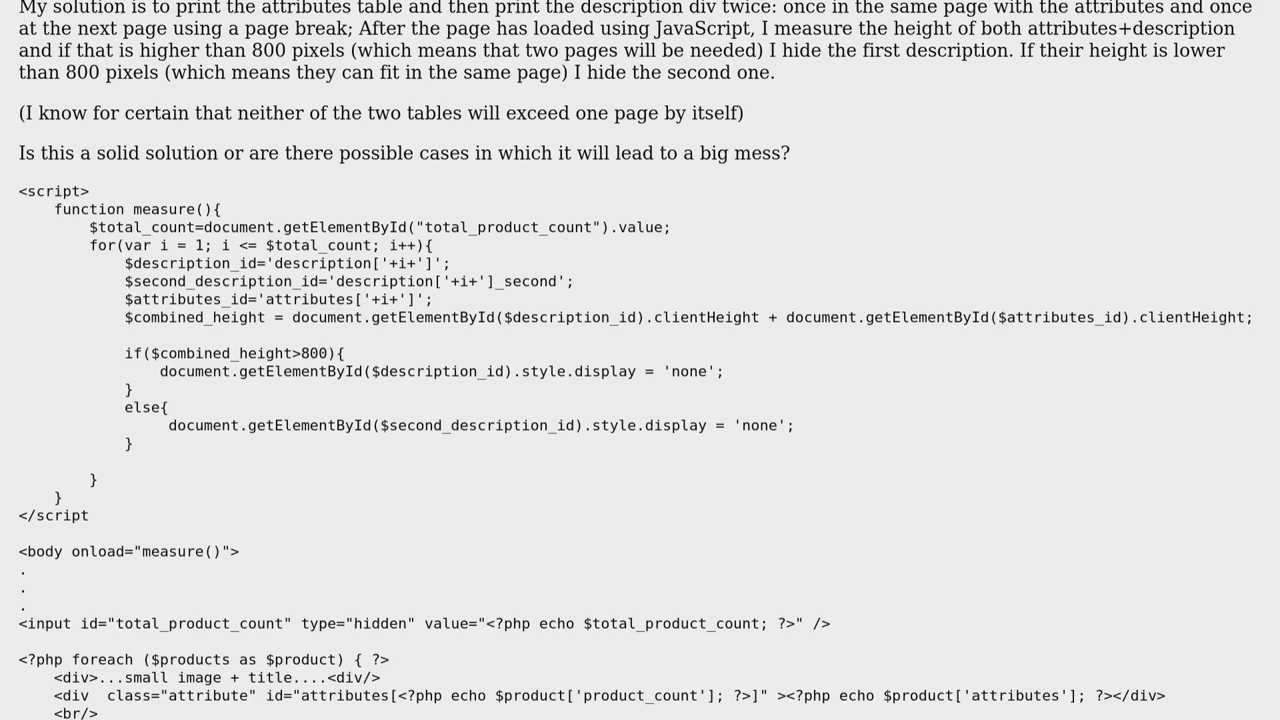 My solution is to print the attributes table and then print the description div twice: once in the same page with the attributes and once
at the next page using a page break; After the page has loaded using JavaScript, I measure the height of both attributes+description
and if that is higher than 800 pixels (which means that two pages will be needed) I hide the first description. If their height is lower
than 800 pixels (which means they can fit in the same page) I hide the second one.
(I know for certain that neither of the two tables will exceed one page by itself)
Is this a solid solution or are there possible cases in which it will lead to a big mess?
<script>
    function measure(){
        $total_count=document.getElementById("total_product_count").value;
        for(var i = 1; i <= $total_count; i++){
            $description_id='description['+i+']';
            $second_description_id='description['+i+']_second';
            $attributes_id='attributes['+i+']';
            $combined_height = document.getElementById($description_id).clientHeight + document.getElementById($attributes_id).clientHeight;
            if($combined_height>800){
                document.getElementById($description_id).style.display = 'none';
            }
            else{
                 document.getElementById($second_description_id).style.display = 'none';
            }
        }
    }
</script
<body onload="measure()">
.
.
.
<input id="total_product_count" type="hidden" value="<?php echo $total_product_count; ?>" />
<?php foreach ($products as $product) { ?>
    <div>...small image + title....<div/>
    <div  class="attribute" id="attributes[<?php echo $product['product_count']; ?>]" ><?php echo $product['attributes']; ?></div>
    <br/>